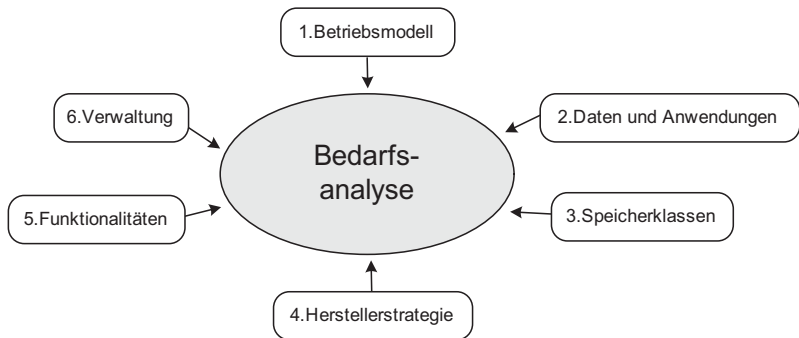 1.Betriebsmodell
6.Verwaltung
2.Daten und Anwendungen
Bedarfs-
analyse
5.Funktionalitäten
3.Speicherklassen
4.Herstellerstrategie